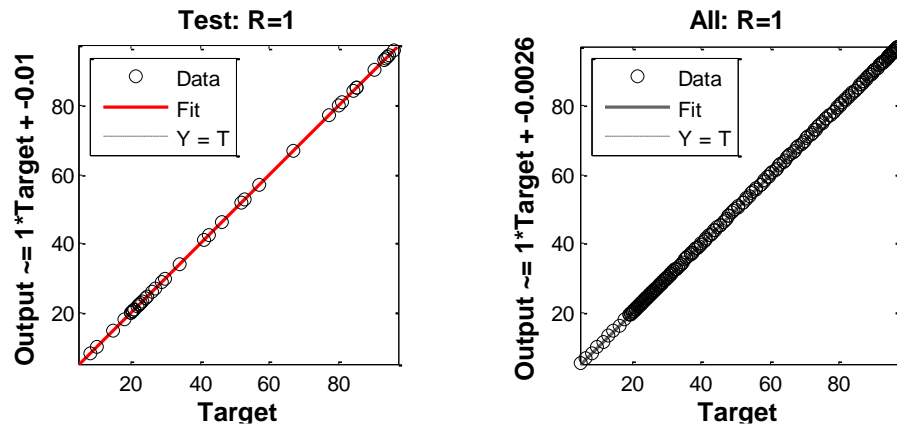 Test: R=1
Output ~= 1*Target + -0.01
Data
Fit
Y = T
80
60
40
20
20
40
60
80
Target
All: R=1
Output ~= 1*Target + -0.0026
Data
Fit
Y = T
80
60
40
20
20
40
60
80
Target